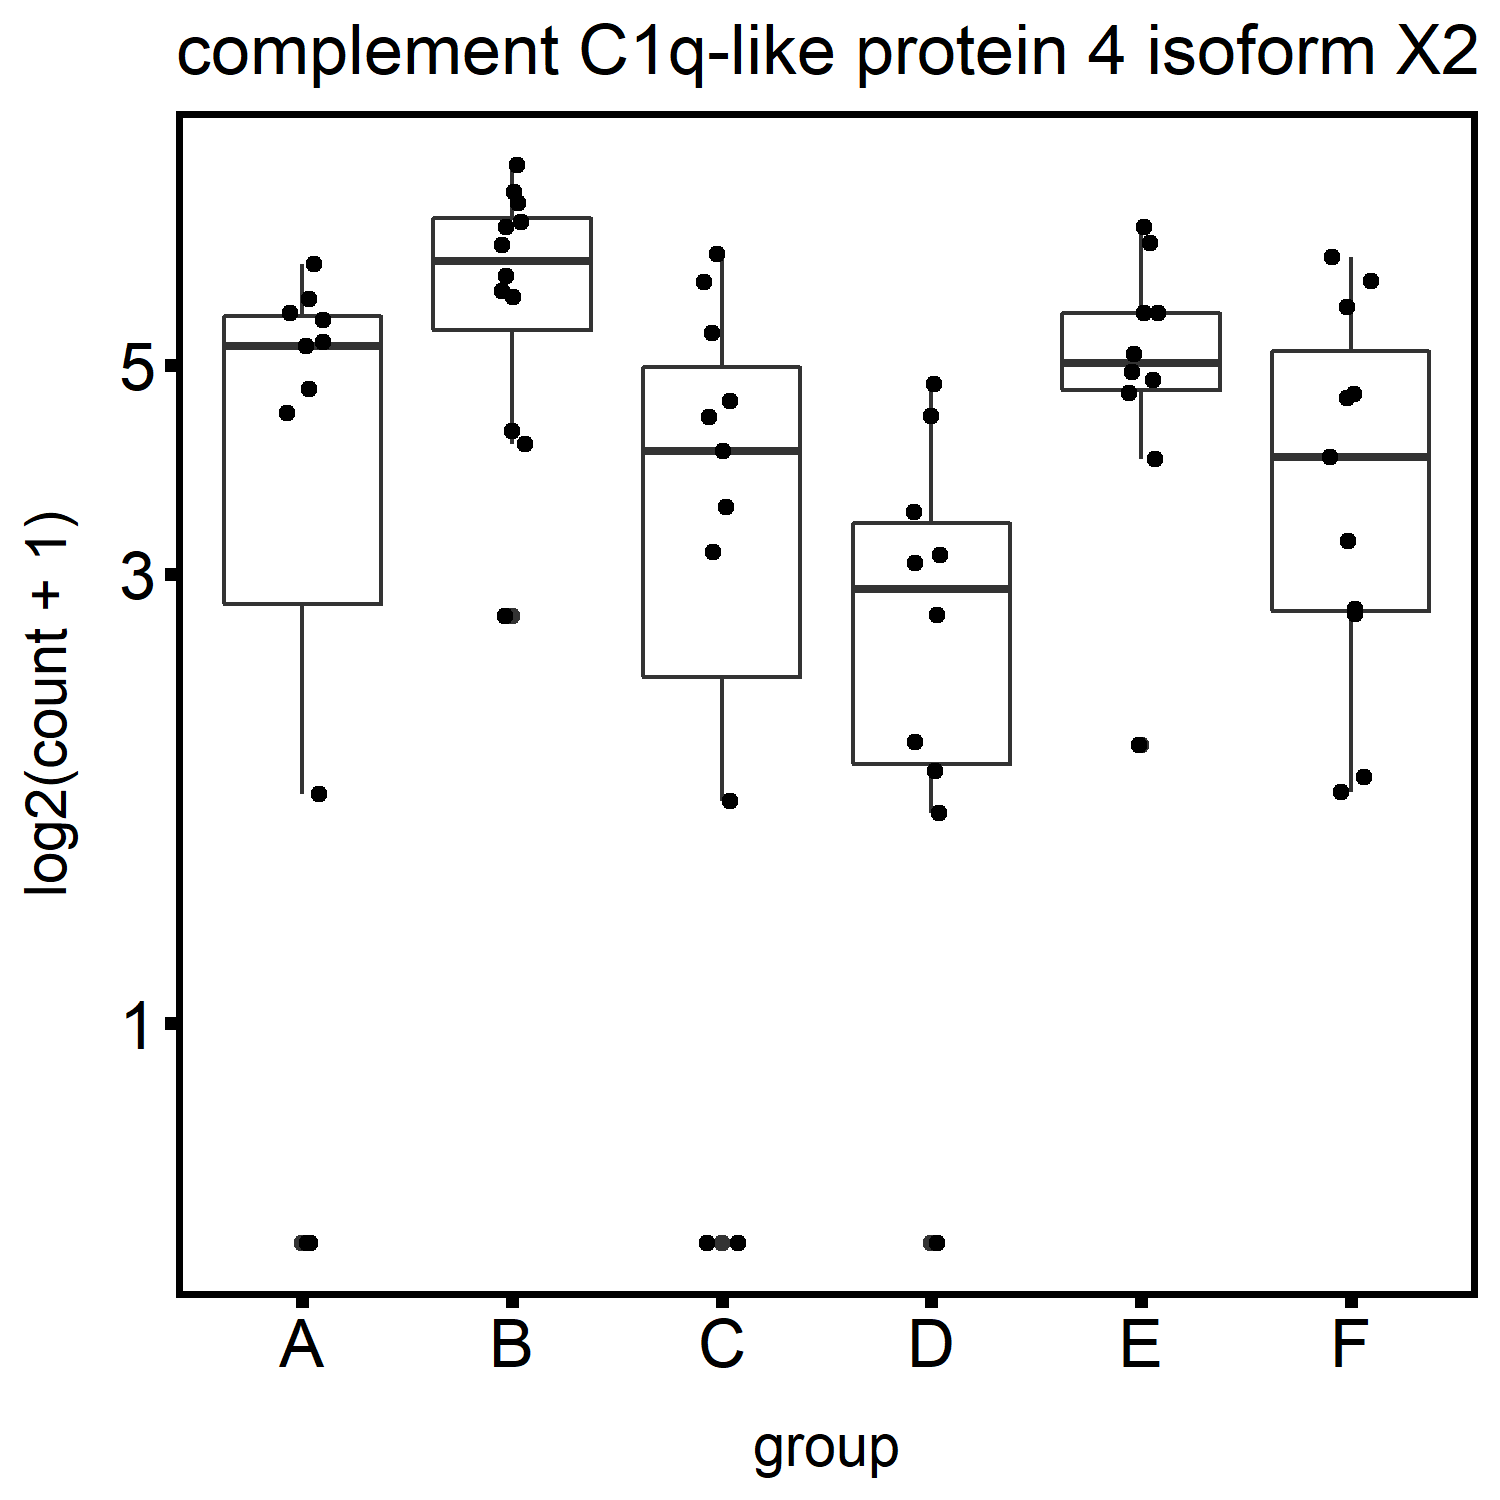 complement C1q-like protein 4 isoform X2
log2(count + 1)
5
3
1
A B C D E F
group